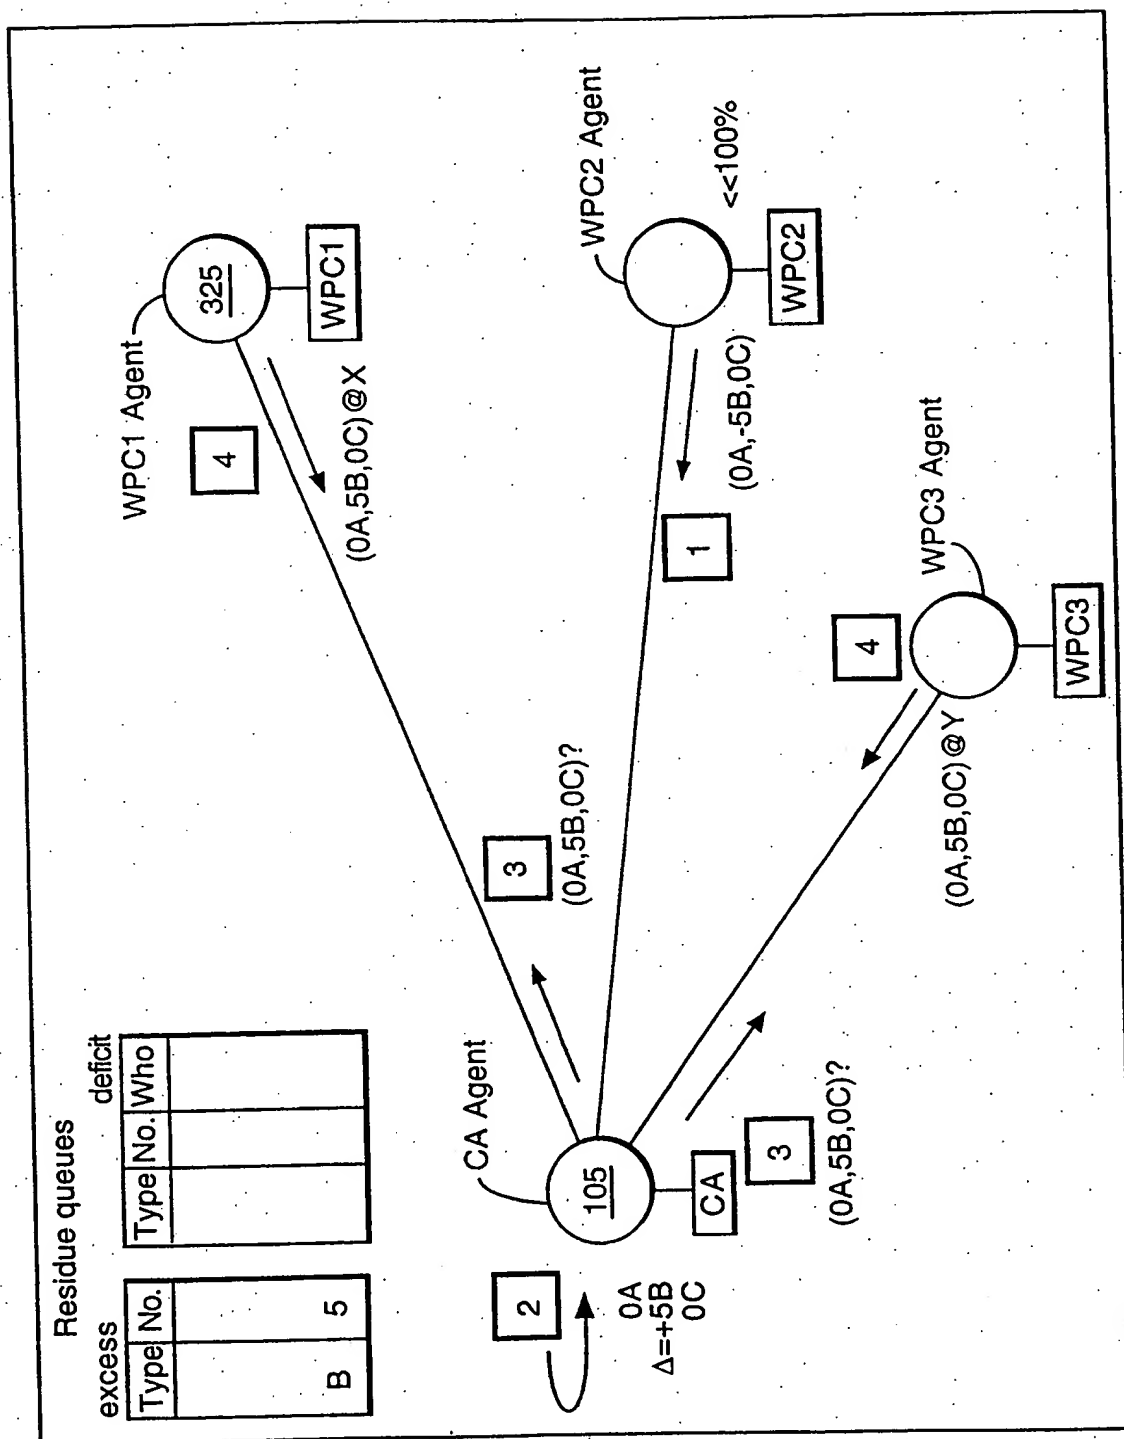 Residue queues
excess
Type No.
B 5
deficit
Type No. Who
CA Agent
105
CA
2
0A
Δ=+5B
0C
3
(0A,5B,0C)?
3
(0A,5B,0C)?
WPC1 Agent
325
WPC1
4
(0A,5B,0C)@X
WPC2 Agent
<<100%
WPC2
(0A,-5B,0C)
1
WPC3 Agent
4
WPC3
(0A,5B,0C)@Y